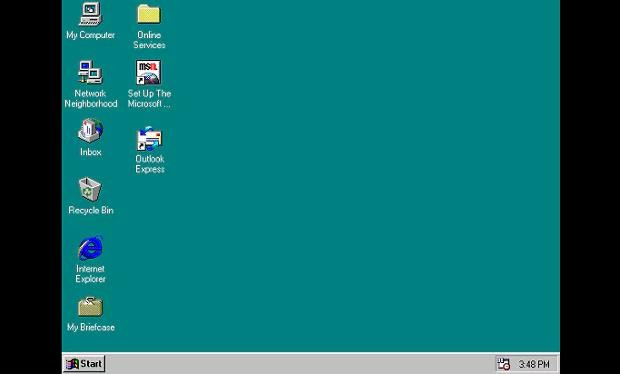 My Computer
Online
Services
Network
Neighborhood
msn.
Set Up The
Microsoft ...
Inbox
Outlook
Express
Recycle Bin
Internet
Explorer
My Briefcase
Start
3:48 PM